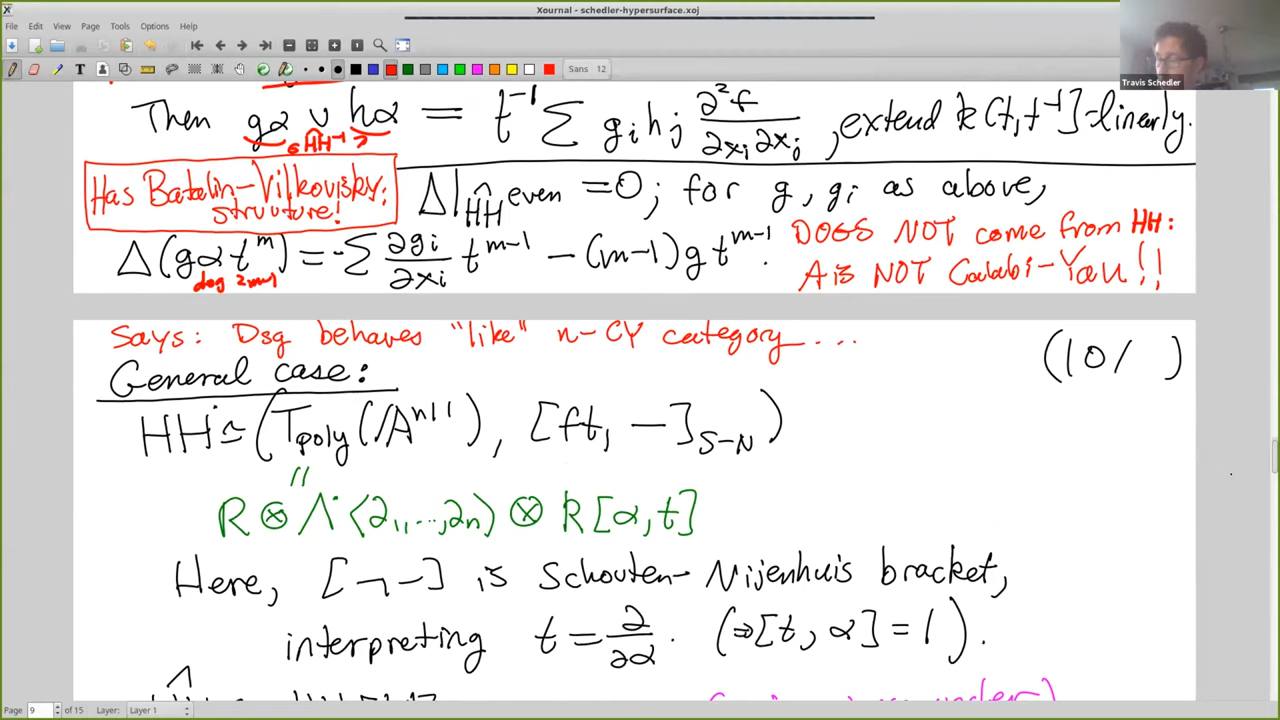 Xournal - schedler-hypersurface.xoj
File Edit View Page Tools Options Help
Sans 12
Travis Schedler
Then gα ∪ hα = t⁻¹ Σ gᵢhⱼ ∂²f/∂xᵢ∂xⱼ , extend k[t,t⁻¹]-linearly.
Has Batalin-Vilkovisky structure!
Δ|ĤH even = 0; for g, gᵢ as above,
Δ(gαtᵐ) = -Σ ∂gᵢ/∂xᵢ tᵐ⁻¹ - (m-1)g tᵐ⁻¹.
DOES NOT come from HH:
A is NOT Calabi-Yau!!
Says: Dsg behaves "like" n-CY category...
General case:
(10/ )
HH˙≃(Tpoly(/Aⁿ|¹), [ft, -]S-N)
R⊗Λ˙⟨∂₁,...,∂n⟩⊗k[α,t]
Here, [-,-] is Schouten-Nijenhuis bracket,
interpreting t = ∂/∂α. (⇒[t,α]=1).
Page 9 of 15 Layer: Layer 1